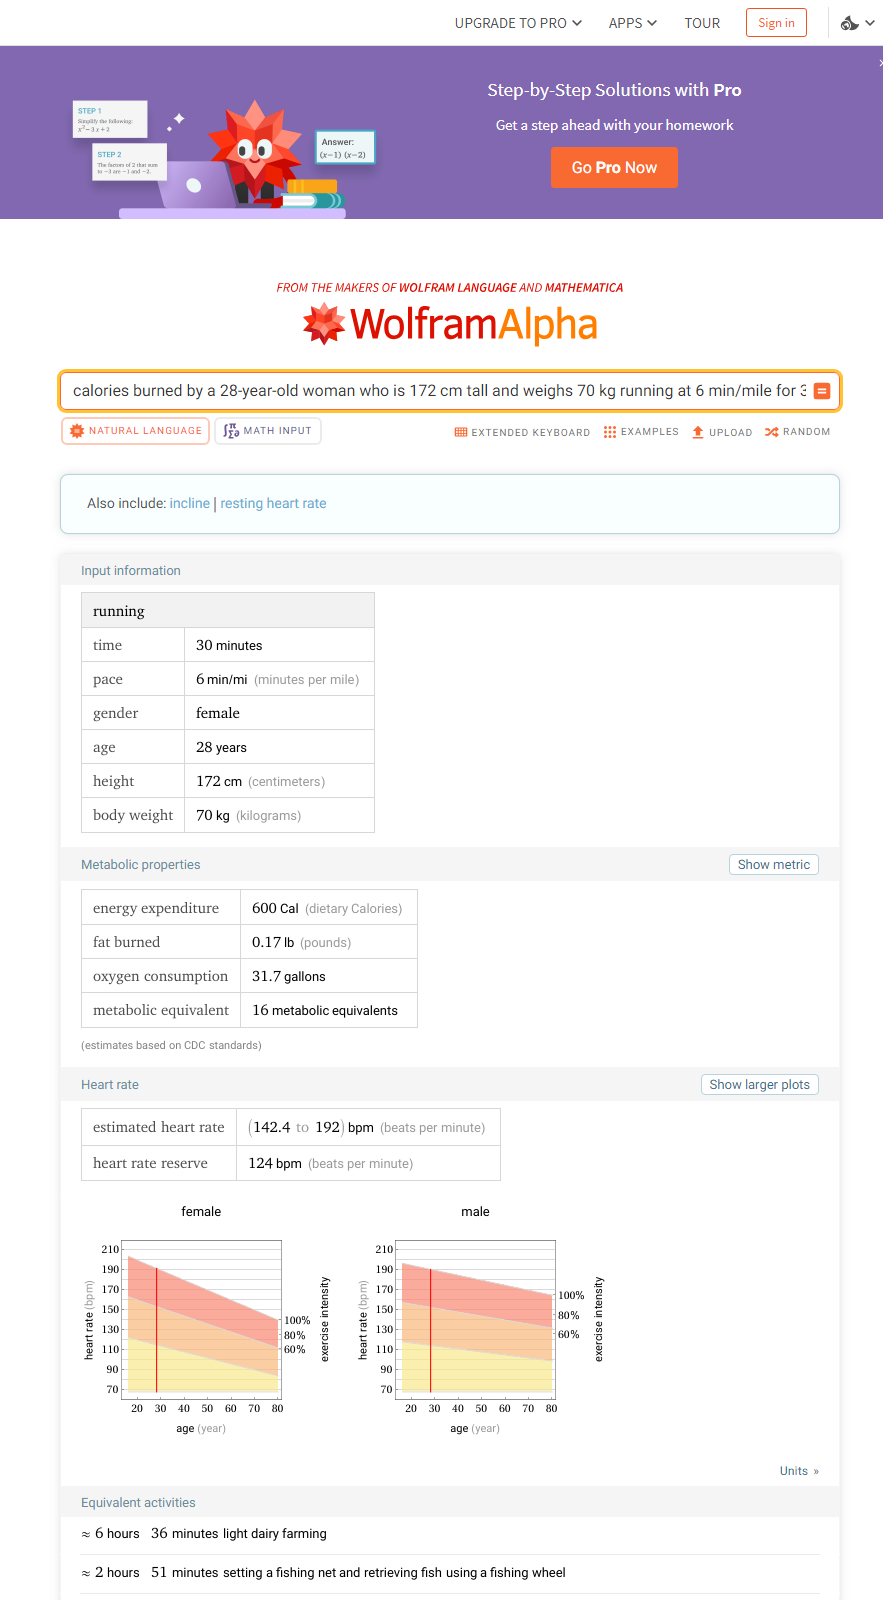 UPGRADE TO PRO APPS TOUR Sign in
Step-by-Step Solutions with Pro
Get a step ahead with your homework
Go Pro Now
STEP 1
Simplify the following:
x² − 3 x + 2
STEP 2
The factors of 2 that sum
to −3 are −1 and −2.
Answer:
(x−1) (x−2)
FROM THE MAKERS OF WOLFRAM LANGUAGE AND MATHEMATICA
WolframAlpha
calories burned by a 28-year-old woman who is 172 cm tall and weighs 70 kg running at 6 min/mile for 3
NATURAL LANGUAGE MATH INPUT EXTENDED KEYBOARD EXAMPLES UPLOAD RANDOM
Also include: incline | resting heart rate
Input information
running
time 30 minutes
pace 6 min/mi (minutes per mile)
gender female
age 28 years
height 172 cm (centimeters)
body weight 70 kg (kilograms)
Metabolic properties Show metric
energy expenditure 600 Cal (dietary Calories)
fat burned 0.17 lb (pounds)
oxygen consumption 31.7 gallons
metabolic equivalent 16 metabolic equivalents
(estimates based on CDC standards)
Heart rate Show larger plots
estimated heart rate (142.4 to 192) bpm (beats per minute)
heart rate reserve 124 bpm (beats per minute)
female
heart rate (bpm)
210
190
170
150
130
110
90
70
100%
80%
60%
exercise intensity
20 30 40 50 60 70 80
age (year)
male
heart rate (bpm)
210
190
170
150
130
110
90
70
100%
80%
60%
exercise intensity
20 30 40 50 60 70 80
age (year)
Units »
Equivalent activities
≈ 6 hours 36 minutes light dairy farming
≈ 2 hours 51 minutes setting a fishing net and retrieving fish using a fishing wheel